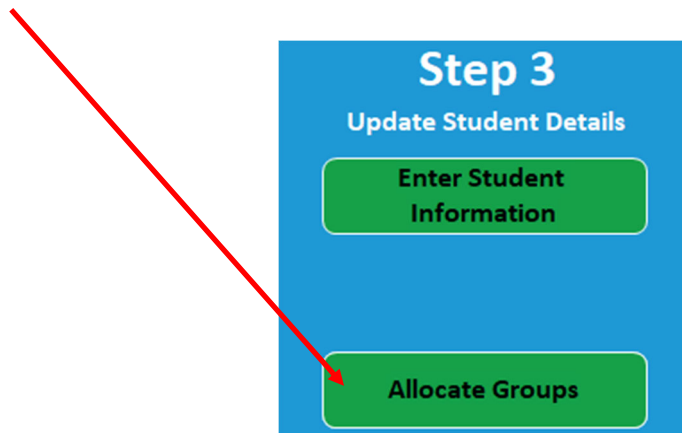 Step 3
Update Student Details
Enter Student
Information
Allocate Groups